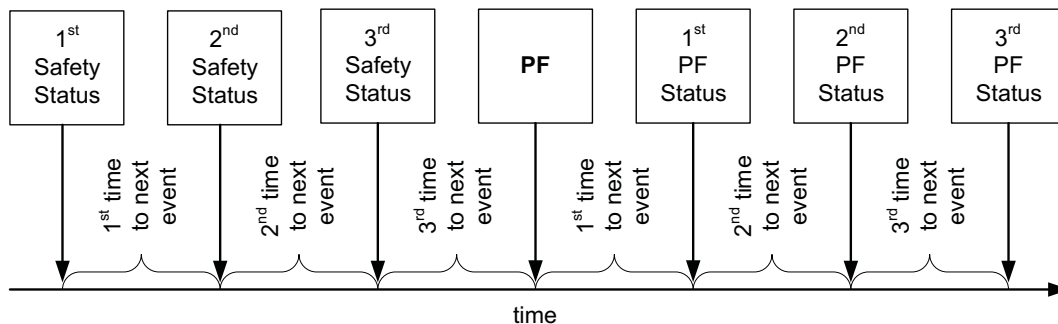 1st
Safety
Status
2nd
Safety
Status
3rd
Safety
Status
PF
1st
PF
Status
2nd
PF
Status
3rd
PF
Status
1st time
to next
event
2nd time
to next
event
3rd time
to next
event
1st time
to next
event
2nd time
to next
event
3rd time
to next
event
time